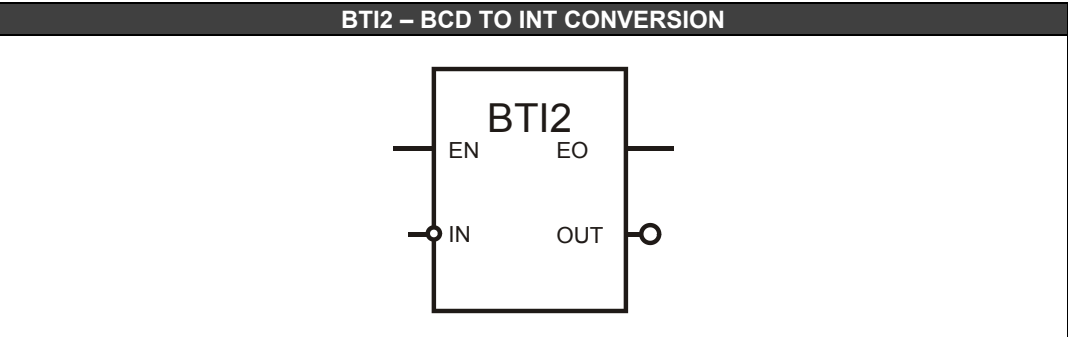 BTI2 – BCD TO INT CONVERSION
BTI2
EN EO
IN OUT